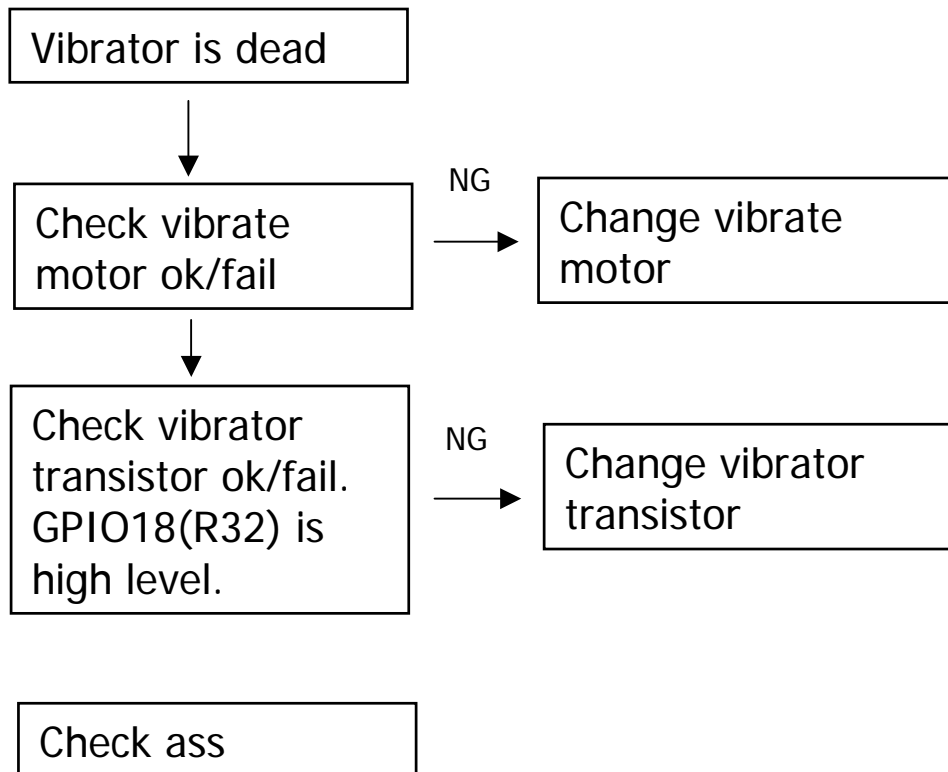 Vibrator is dead
NG
Check vibrate
motor ok/fail
Change vibrate
motor
NG
Check vibrator
transistor ok/fail.
GPIO18(R32) is
high level.
Change vibrator
transistor
Check ass